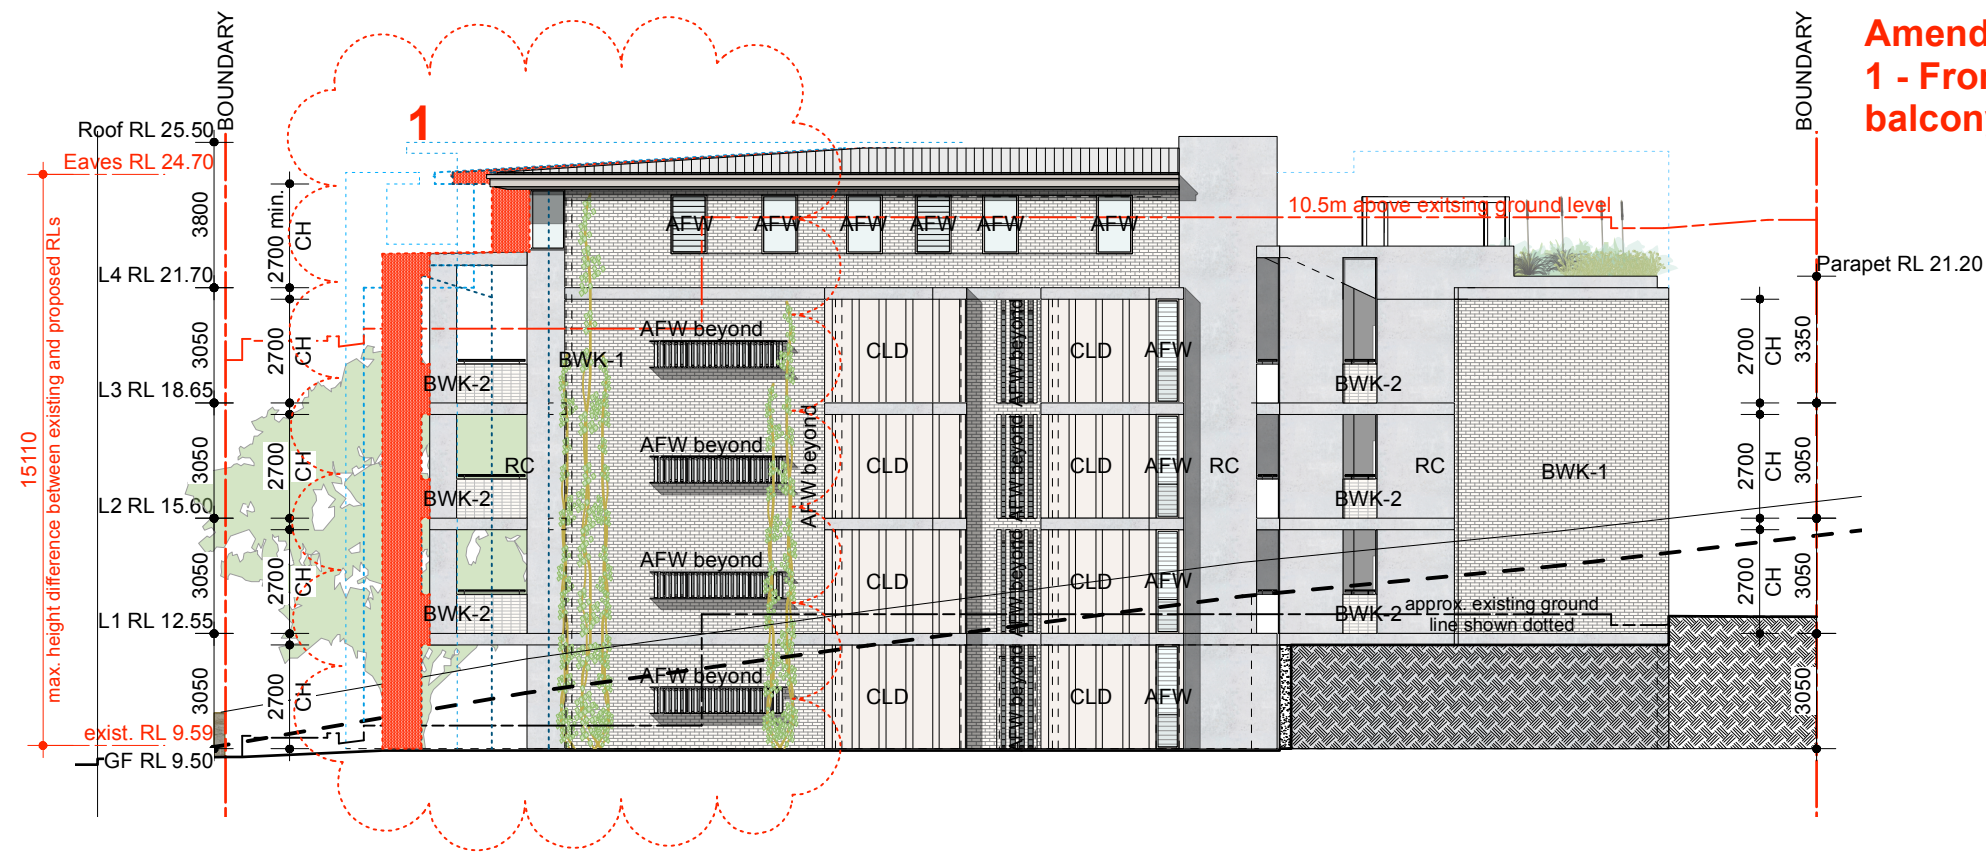 BOUNDARY
BOUNDARY
Amend
1 - Fron
balcon
1
Roof RL 25.50
Eaves RL 24.70
3800
2700 min.
CH
L4 RL 21.70
3050
2700
CH
L3 RL 18.65
3050
2700
CH
L2 RL 15.60
3050
2700
CH
L1 RL 12.55
3050
2700
CH
exist. RL 9.59
GF RL 9.50
15110
max. height difference between existing and proposed RLs
AFW
AFW
AFW
AFW
AFW
AFW
10.5m above exitsing ground level
Parapet RL 21.20
AFW beyond
BWK-1
BWK-2
CLD
AFW beyond
CLD
AFW
BWK-2
2700
CH
3350
AFW beyond
AFW beyond
RC
BWK-2
CLD
AFW beyond
CLD
AFW
RC
RC
BWK-2
BWK-1
2700
CH
3050
AFW beyond
BWK-2
CLD
AFW beyond
CLD
AFW
BWK-2
approx. existing ground
line shown dotted
2700
CH
3050
AFW beyond
CLD
AFW beyond
CLD
AFW
3050